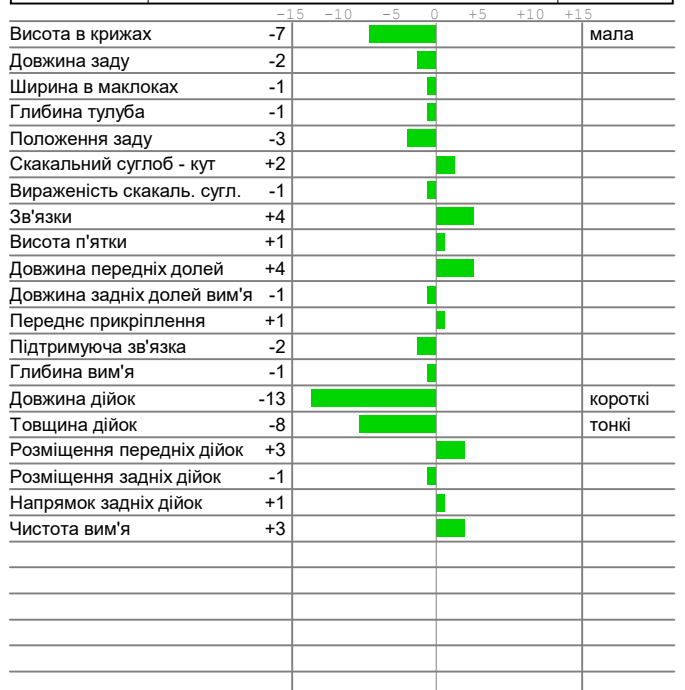 -15 -10 -5 0 +5 +10 +15
Висота в крижах -7 мала
Довжина заду -2
Ширина в маклоках -1
Глибина тулуба -1
Положення заду -3
Скакальний суглоб - кут +2
Вираженість скакаль. сугл. -1
Зв'язки +4
Висота п'ятки +1
Довжина передніх долей +4
Довжина задніх долей вим'я -1
Переднє прикріплення +1
Підтримуюча зв'язка -2
Глибина вим'я -1
Довжина дійок -13 короткі
Товщина дійок -8 тонкі
Розміщення передніх дійок +3
Розміщення задніх дійок -1
Напрямок задніх дійок +1
Чистота вим'я +3